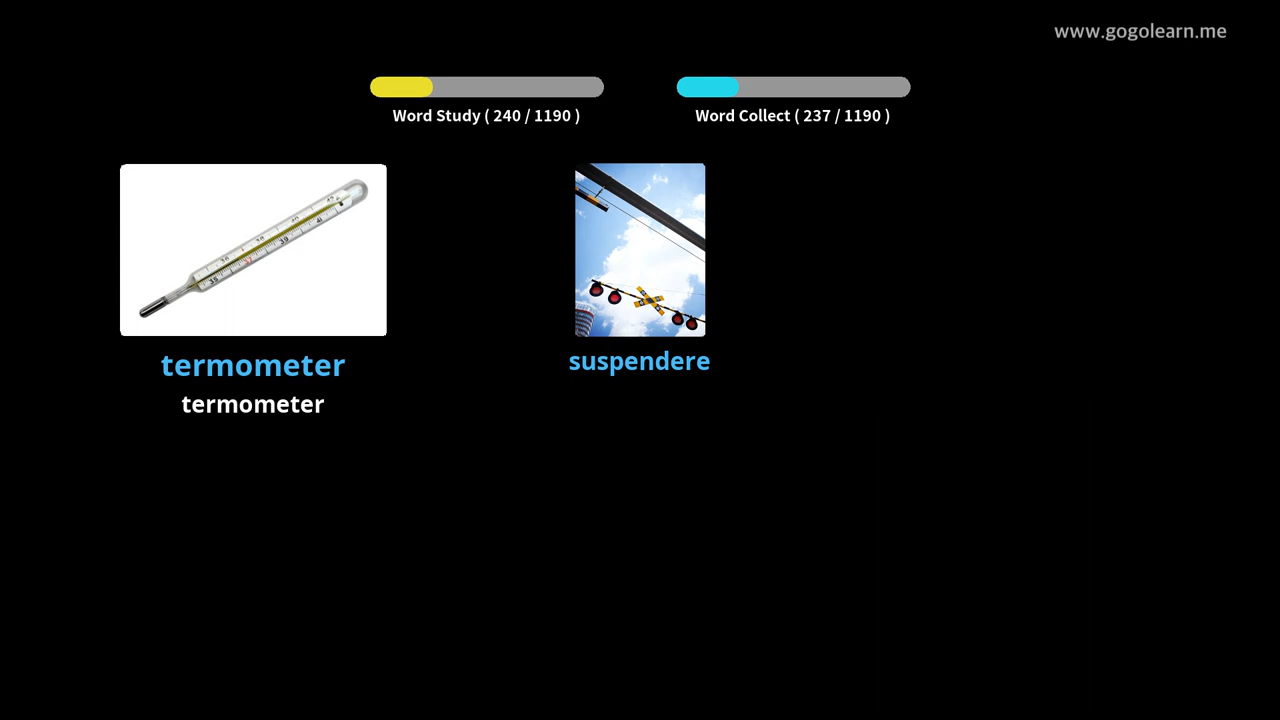 www.gogolearn.me
Word Study ( 240 / 1190 )
Word Collect ( 237 / 1190 )
termometer
termometer
suspendere